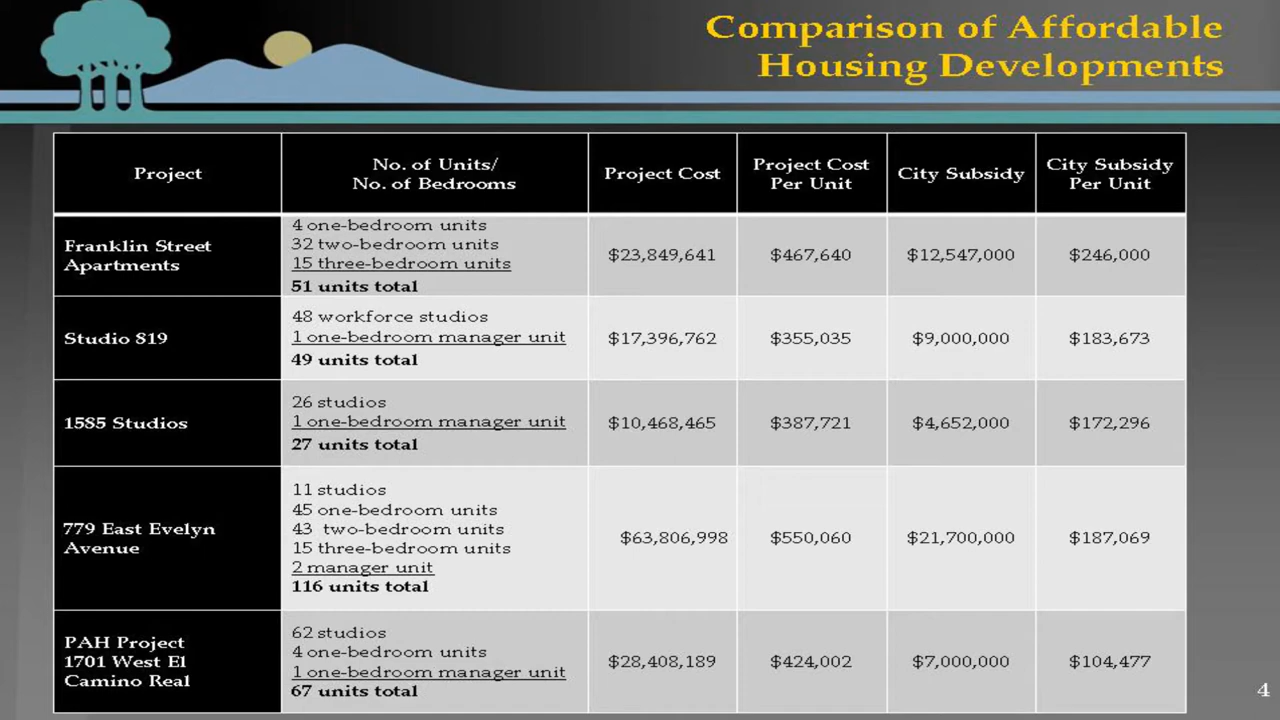 Comparison of Affordable
Housing Developments
Project
No. of Units/
No. of Bedrooms
Project Cost
Project Cost
Per Unit
City Subsidy
City Subsidy
Per Unit
Franklin Street
Apartments
4 one-bedroom units
32 two-bedroom units
15 three-bedroom units
51 units total
$23,849,641
$467,640
$12,547,000
$246,000
Studio 819
48 workforce studios
1 one-bedroom manager unit
49 units total
$17,396,762
$355,035
$9,000,000
$183,673
1585 Studios
26 studios
1 one-bedroom manager unit
27 units total
$10,468,465
$387,721
$4,652,000
$172,296
779 East Evelyn
Avenue
11 studios
45 one-bedroom units
43 two-bedroom units
15 three-bedroom units
2 manager unit
116 units total
$63,806,998
$550,060
$21,700,000
$187,069
PAH Project
1701 West El
Camino Real
62 studios
4 one-bedroom units
1 one-bedroom manager unit
67 units total
$28,408,189
$424,002
$7,000,000
$104,477
4